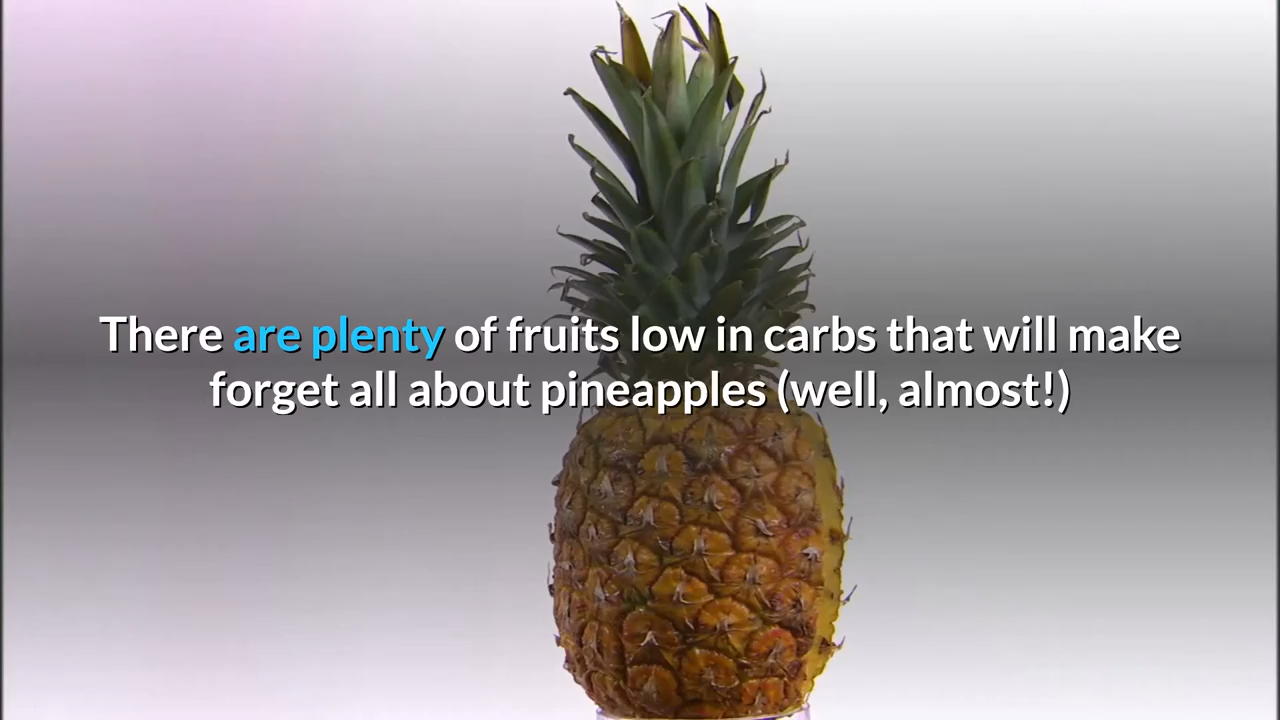 There are plenty of fruits low in carbs that will make
forget all about pineapples (well, almost!)